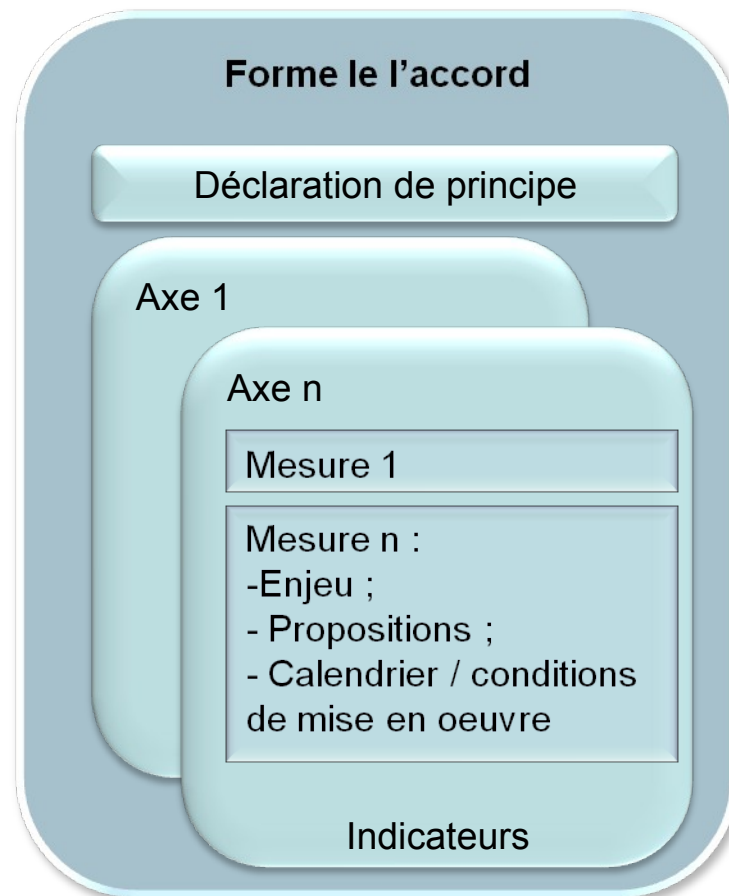 Forme le l'accord
Déclaration de principe
Axe 1
Axe n
Mesure 1
Mesure n :
-Enjeu ;
- Propositions ;
- Calendrier / conditions
de mise en oeuvre
Indicateurs